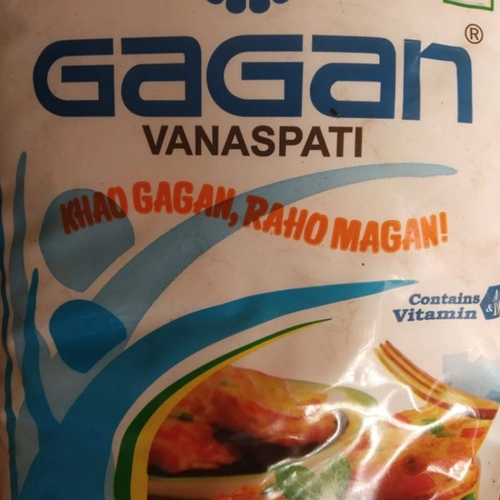 GAGAN®
VANASPATI
KHAO GAGAN, RAHO MAGAN!
Contains
Vitamin